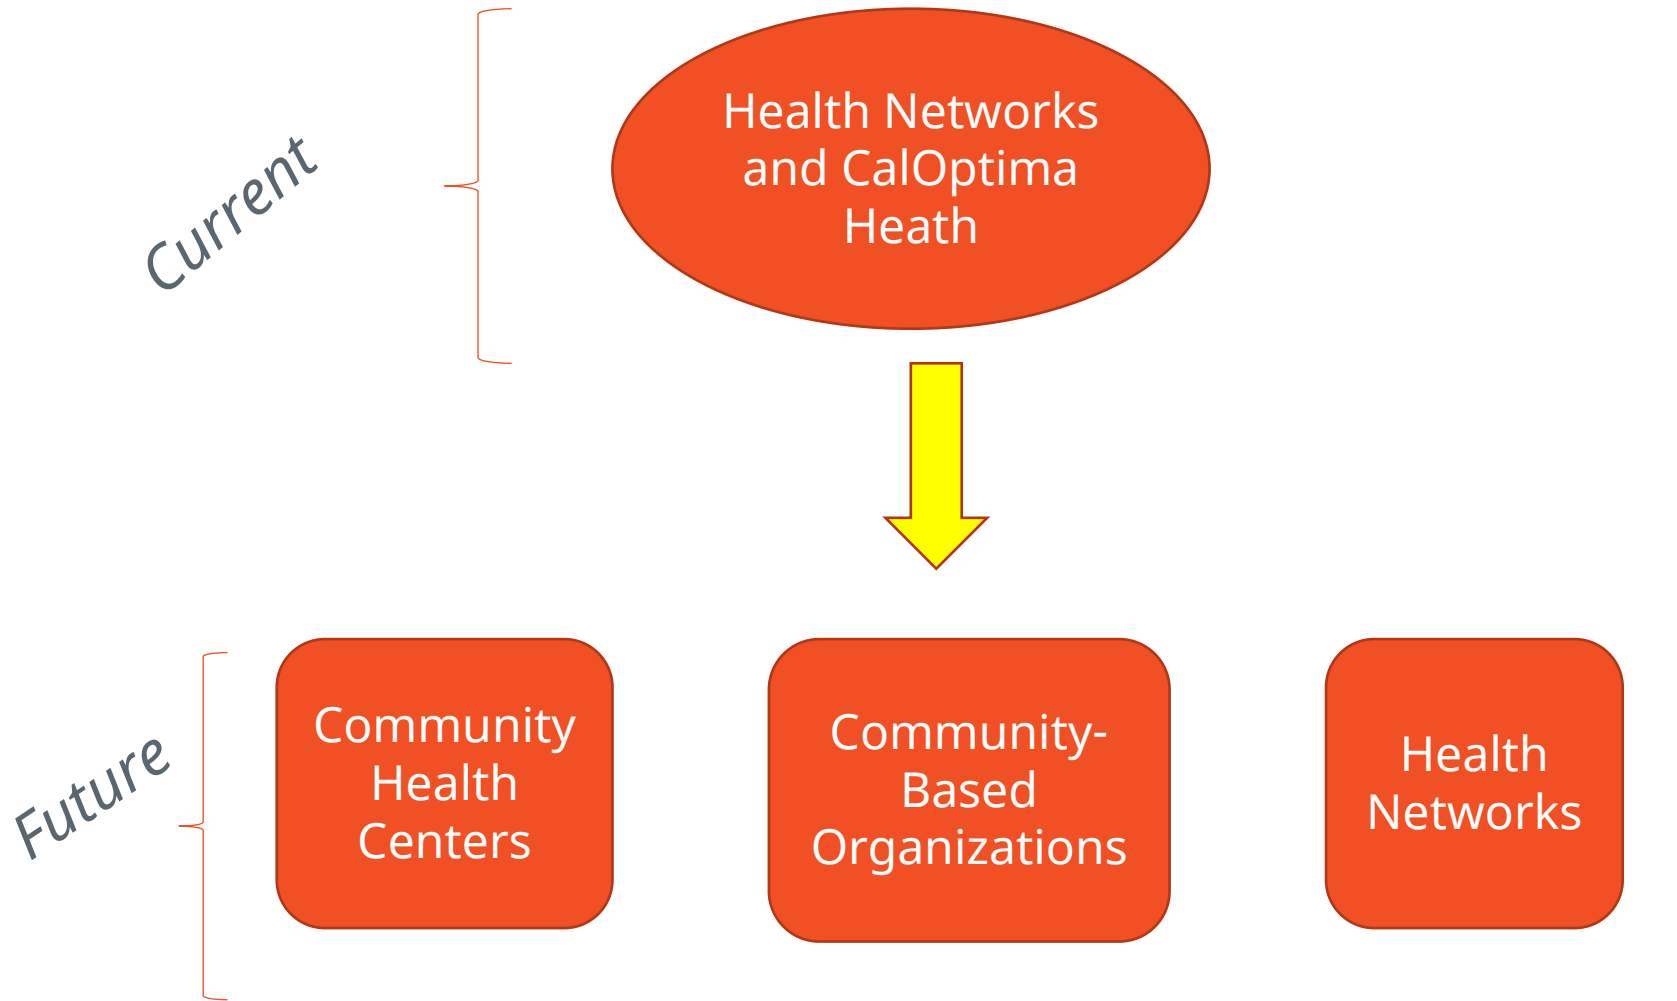 Current
Health Networks
and CalOptima
Heath
Future
Community
Health
Centers
Community-
Based
Organizations
Health
Networks